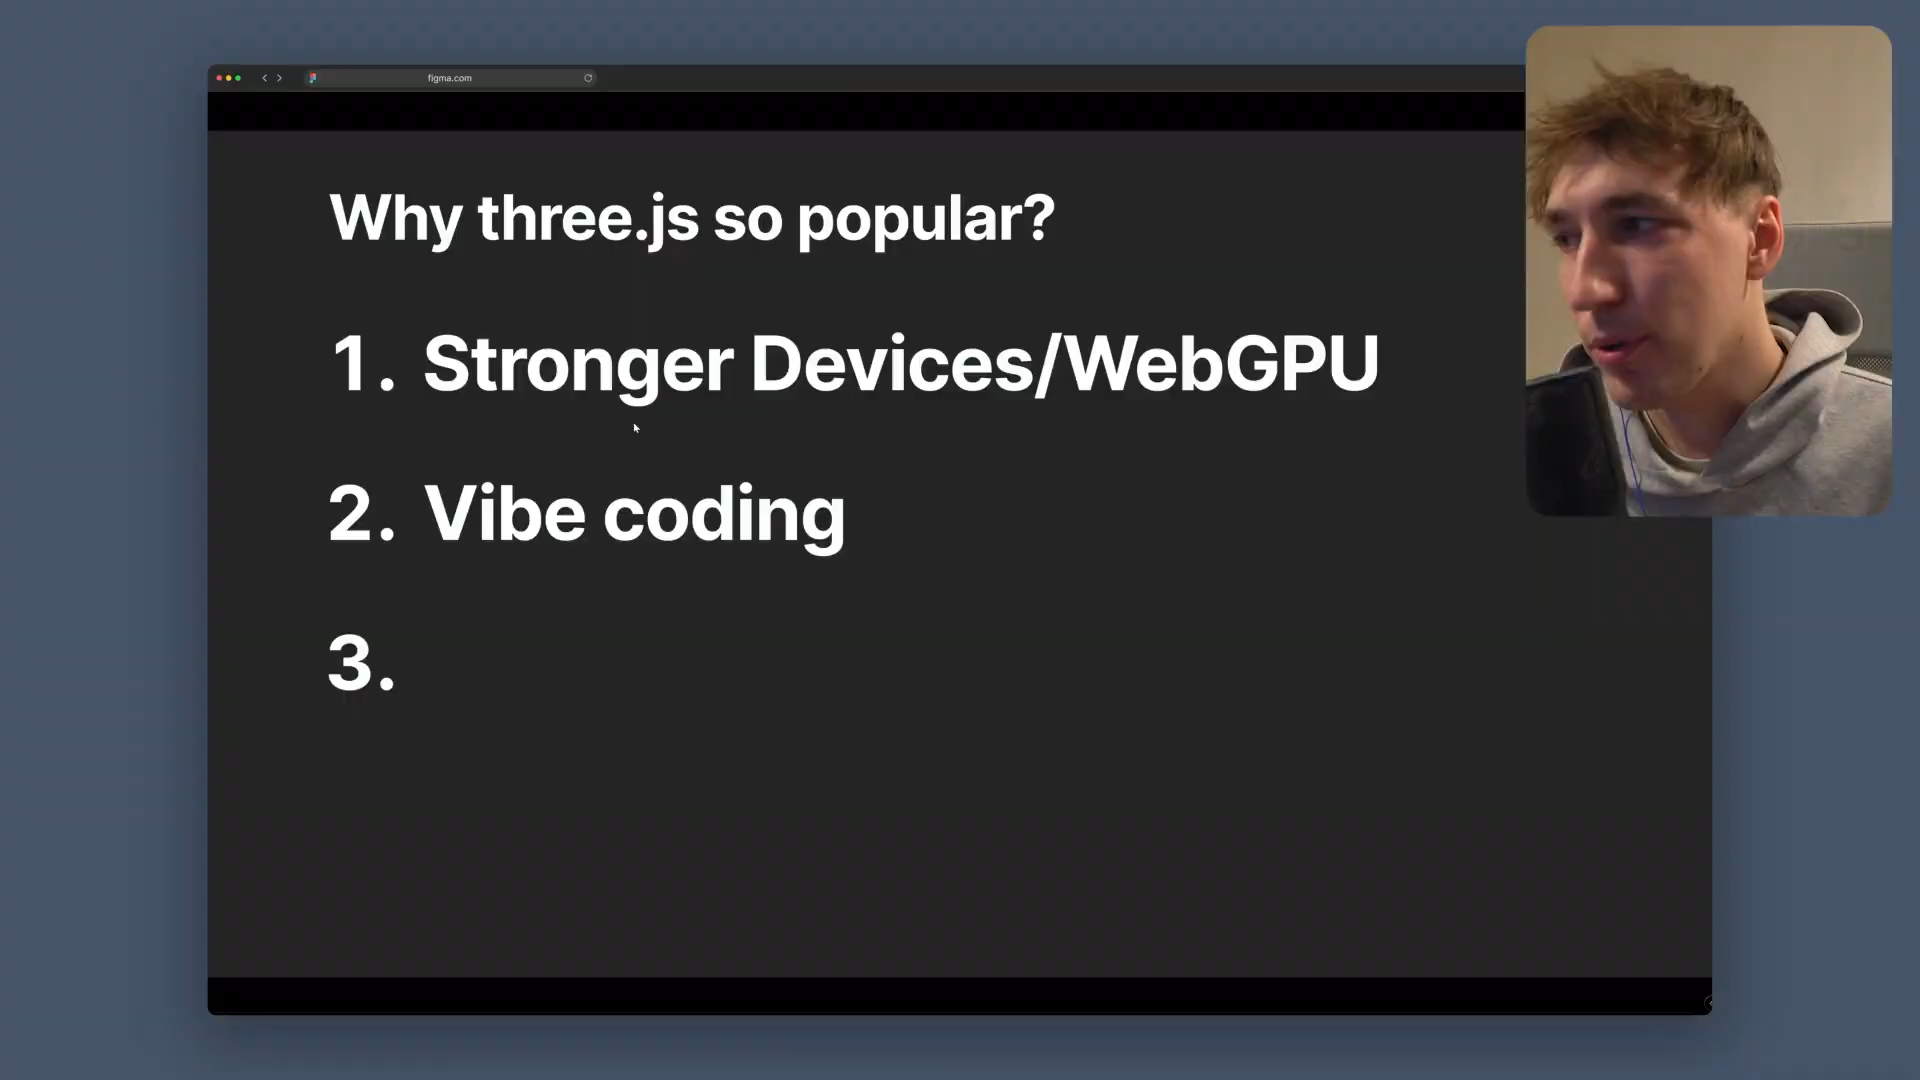 figma.com
Why three.js so popular?
1. Stronger Devices/WebGPU
2. Vibe coding
3.